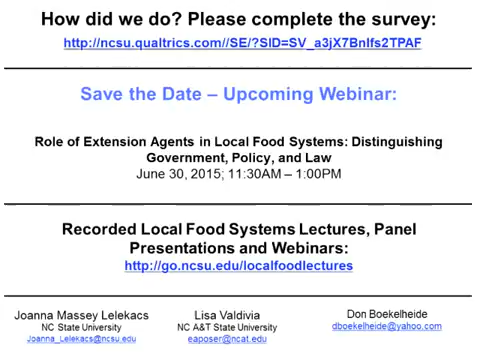 How did we do? Please complete the survey:
http://ncsu.qualtrics.com//SE/?SID=SV_a3jX7BnIfs2TPAF
Save the Date – Upcoming Webinar:
Role of Extension Agents in Local Food Systems: Distinguishing
Government, Policy, and Law
June 30, 2015; 11:30AM – 1:00PM
Recorded Local Food Systems Lectures, Panel
Presentations and Webinars:
http://go.ncsu.edu/localfoodlectures
Joanna Massey Lelekacs
NC State University
Joanna_Lelekacs@ncsu.edu
Lisa Valdivia
NC A&T State University
eaposer@ncat.edu
Don Boekelheide
dboekelheide@yahoo.com